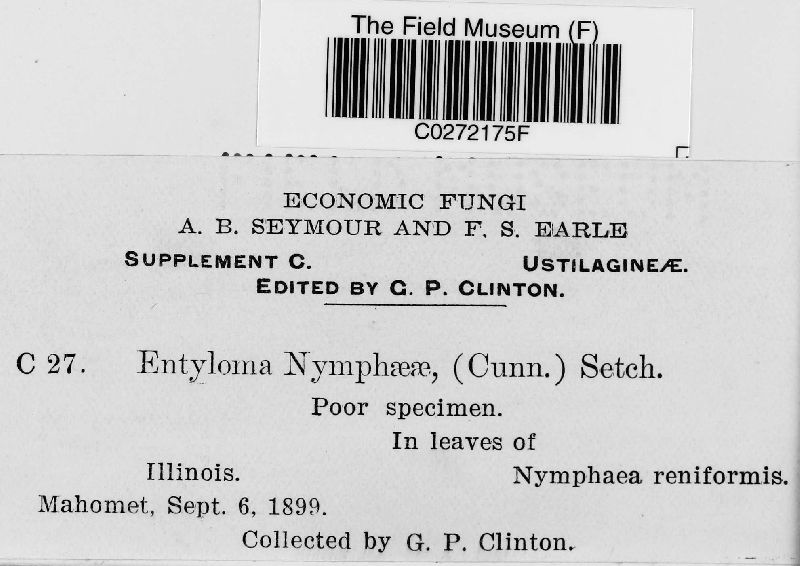 The Field Museum (F)
C0272175F
ECONOMIC FUNGI
A. B. SEYMOUR AND F. S. EARLE
SUPPLEMENT C. USTILAGINEÆ.
EDITED BY G. P. CLINTON.
C 27. Entyloma Nymphææ, (Cunn.) Setch.
Poor specimen.
In leaves of
Illinois. Nymphaea reniformis.
Mahomet, Sept. 6, 1899.
Collected by G. P. Clinton.